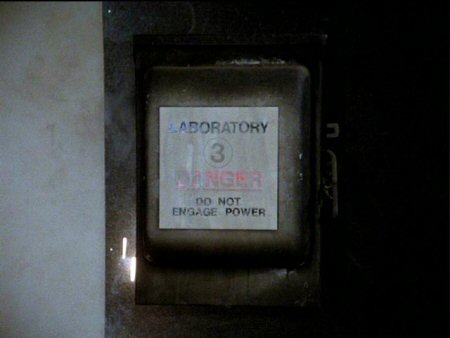 LABORATORY
3
DANGER
DO NOT
ENGAGE POWER